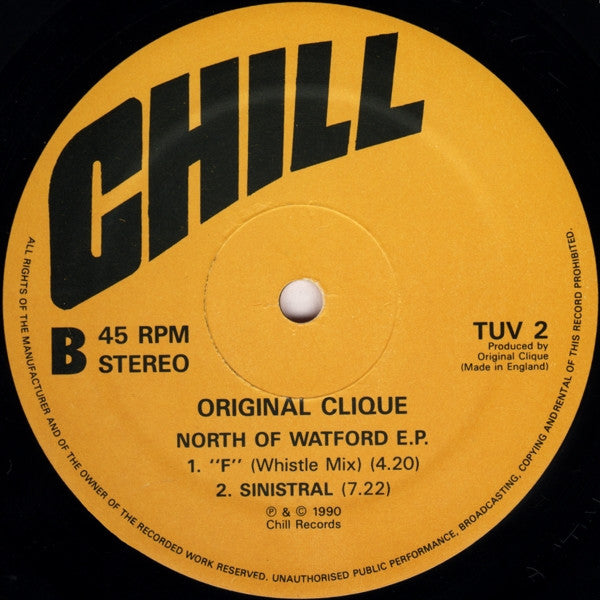 CHILL
B
45 RPM
STEREO
TUV 2
Produced by
Original Clique
(Made in England)
ORIGINAL CLIQUE
NORTH OF WATFORD E.P.
1. "F" (Whistle Mix) (4.20)
2. SINISTRAL (7.22)
℗ & © 1990
Chill Records
ALL RIGHTS OF THE MANUFACTURER AND OF THE OWNER OF THE RECORDED WORK RESERVED. UNAUTHORISED PUBLIC PERFORMANCE, BROADCASTING, COPYING AND RENTAL OF THIS RECORD PROHIBITED.